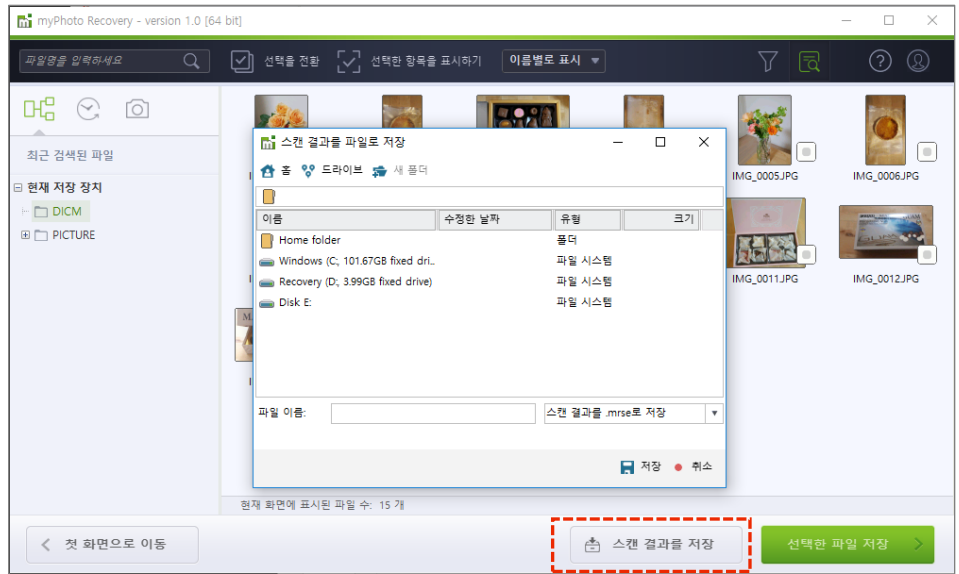 myPhoto Recovery - version 1.0 [64 bit]
파일명을 입력하세요
선택을 전환
선택한 항목을 표시하기
이름별로 표시
최근 검색된 파일
현재 저장 장치
DICM
PICTURE
IMG_0005.JPG
IMG_0006.JPG
IMG_0011.JPG
IMG_0012.JPG
스캔 결과를 파일로 저장
홈 드라이브 새 폴더
이름 수정한 날짜 유형 크기
Home folder 폴더
Windows (C:, 101.67GB fixed dri.. 파일 시스템
Recovery (D:, 3.99GB fixed drive) 파일 시스템
Disk E: 파일 시스템
파일 이름: 스캔 결과를 .mrse로 저장
저장 취소
현재 화면에 표시된 파일 수: 15 개
첫 화면으로 이동
스캔 결과를 저장
선택한 파일 저장